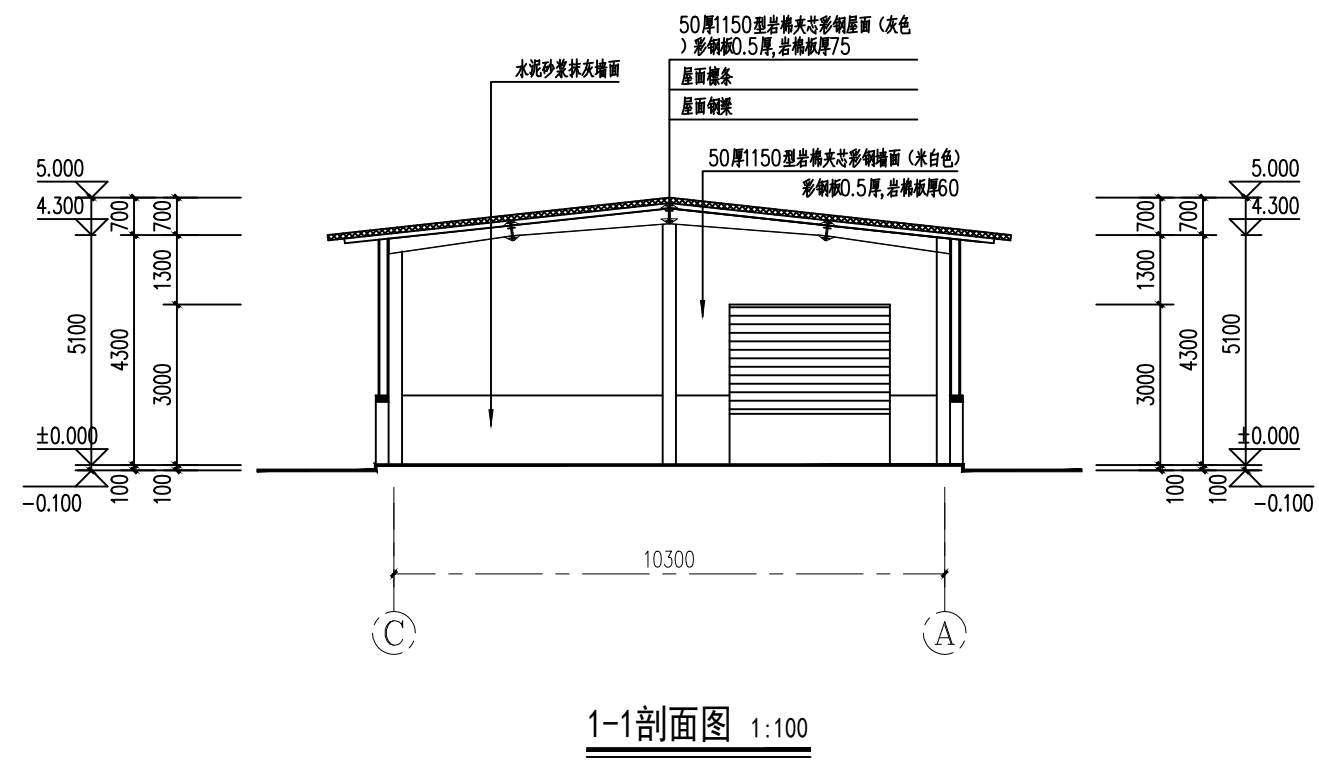 50厚1150型岩棉夹芯彩钢屋面（灰色
）彩钢板0.5厚,岩棉板厚75
水泥砂浆抹灰墙面
屋面檩条
屋面钢梁
50厚1150型岩棉夹芯彩钢墙面（米白色）
彩钢板0.5厚,岩棉板厚60
5.000
4.300
700
700
1300
5100
4300
3000
±0.000
100
100
-0.100
5.000
4.300
700
700
1300
4300
5100
3000
±0.000
100
100
-0.100
10300
C
A
1-1剖面图 1:100